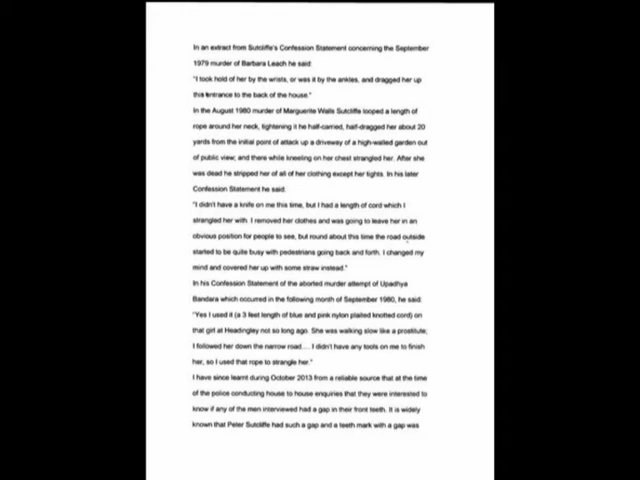 In an extract from Sutcliffe's Confession Statement concerning the September
1979 murder of Barbara Leach he said:
"I took hold of her by the wrists, or was it by the ankles, and dragged her up
this entrance to the back of the house."
In the August 1980 murder of Marguerite Walls Sutcliffe looped a length of
rope around her neck, tightening it he half-carried, half-dragged her about 20
yards from the initial point of attack up a driveway of a high-walled garden out
of public view; and there while kneeling on her chest strangled her. After she
was dead he stripped her of all of her clothing except her tights. In his later
Confession Statement he said:
"I didn't have a knife on me this time, but I had a length of cord which I
strangled her with. I removed her clothes and was going to leave her in an
obvious position for people to see, but round about this time the road outside
started to be quite busy with pedestrians going back and forth. I changed my
mind and covered her up with some straw instead."
In his Confession Statement of the aborted murder attempt of Upadhya
Bandara which occurred in the following month of September 1980, he said:
"Yes I used it (a 3 feet length of blue and pink nylon plaited knotted cord) on
that girl at Headingley not so long ago. She was walking slow like a prostitute;
I followed her down the narrow road... I didn't have any tools on me to finish
her, so I used that rope to strangle her."
I have since learnt during October 2013 from a reliable source that at the time
of the police conducting house to house enquiries that they were interested to
know if any of the men interviewed had a gap in their front teeth. It is widely
known that Peter Sutcliffe had such a gap and a teeth mark with a gap was